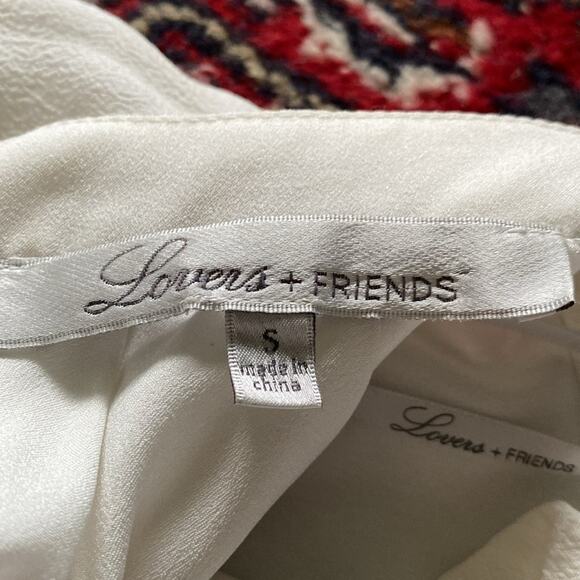 Lovers + FRIENDS
S
made in
china
Lovers + FRIENDS